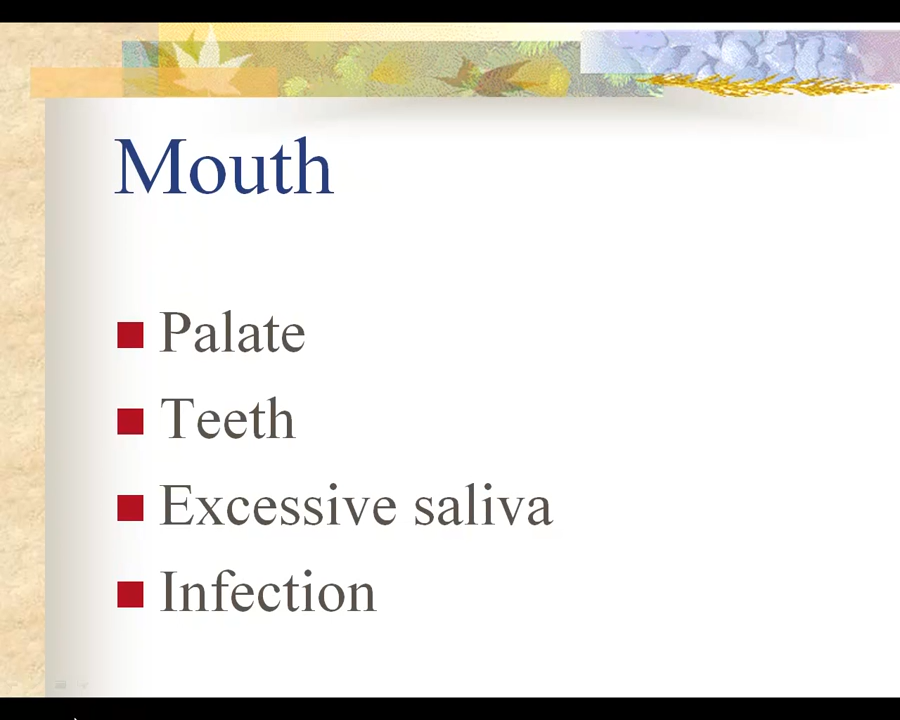 Mouth
Palate
Teeth
Excessive saliva
Infection